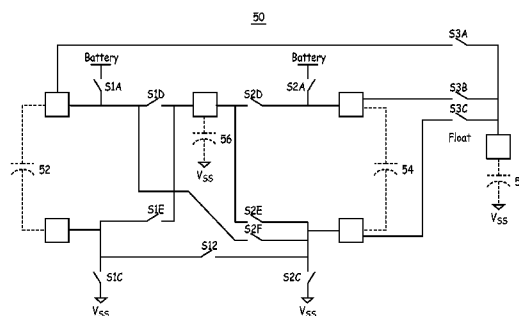 50
S3A
Battery
Battery
S1A
S1D
S2D
S2A
S3B
S3C
Float
52
56
54
VSS
S1E
S2E
S2F
S12
S1C
S2C
VSS
VSS
VSS